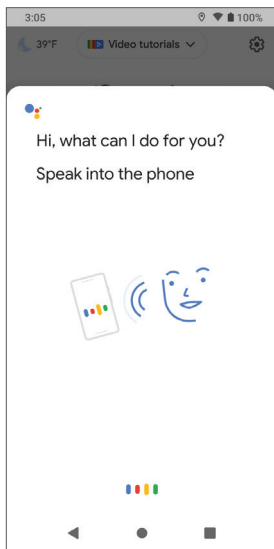 3:05 100%
39°F Video tutorials
Hi, what can I do for you?
Speak into the phone